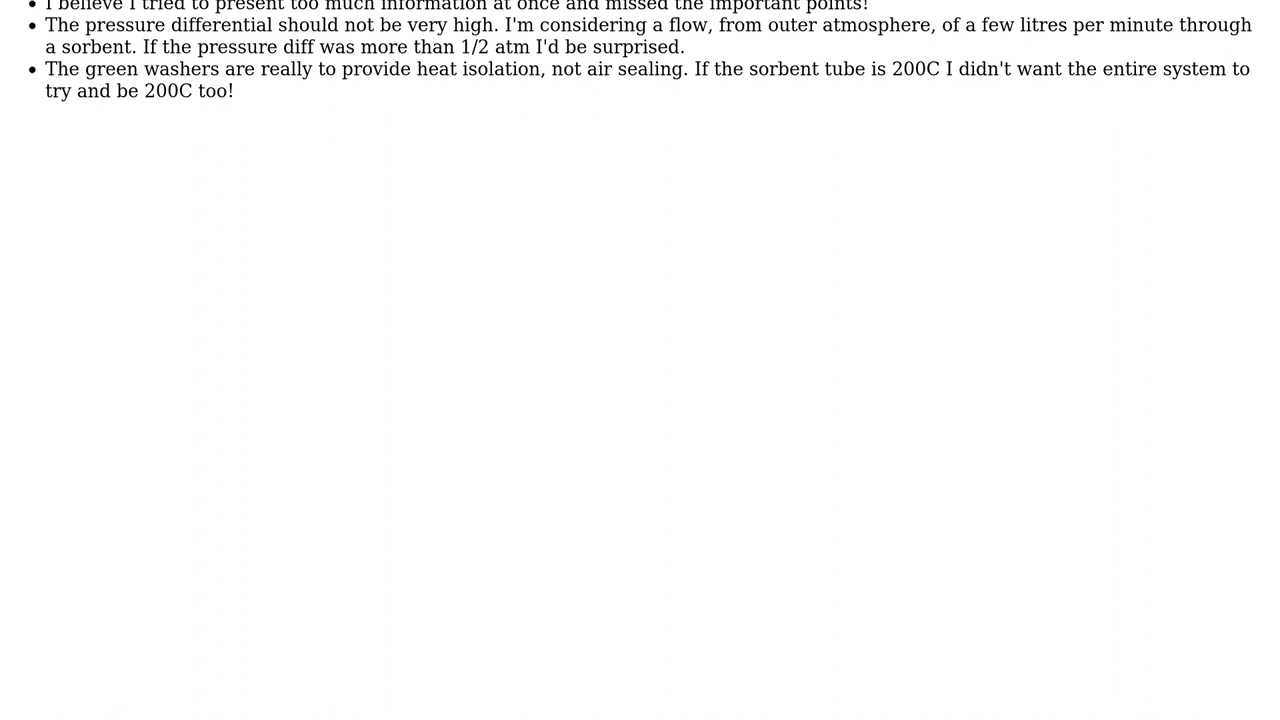 • I believe I tried to present too much information at once and missed the important points!
• The pressure differential should not be very high. I'm considering a flow, from outer atmosphere, of a few litres per minute through
a sorbent. If the pressure diff was more than 1/2 atm I'd be surprised.
• The green washers are really to provide heat isolation, not air sealing. If the sorbent tube is 200C I didn't want the entire system to
try and be 200C too!